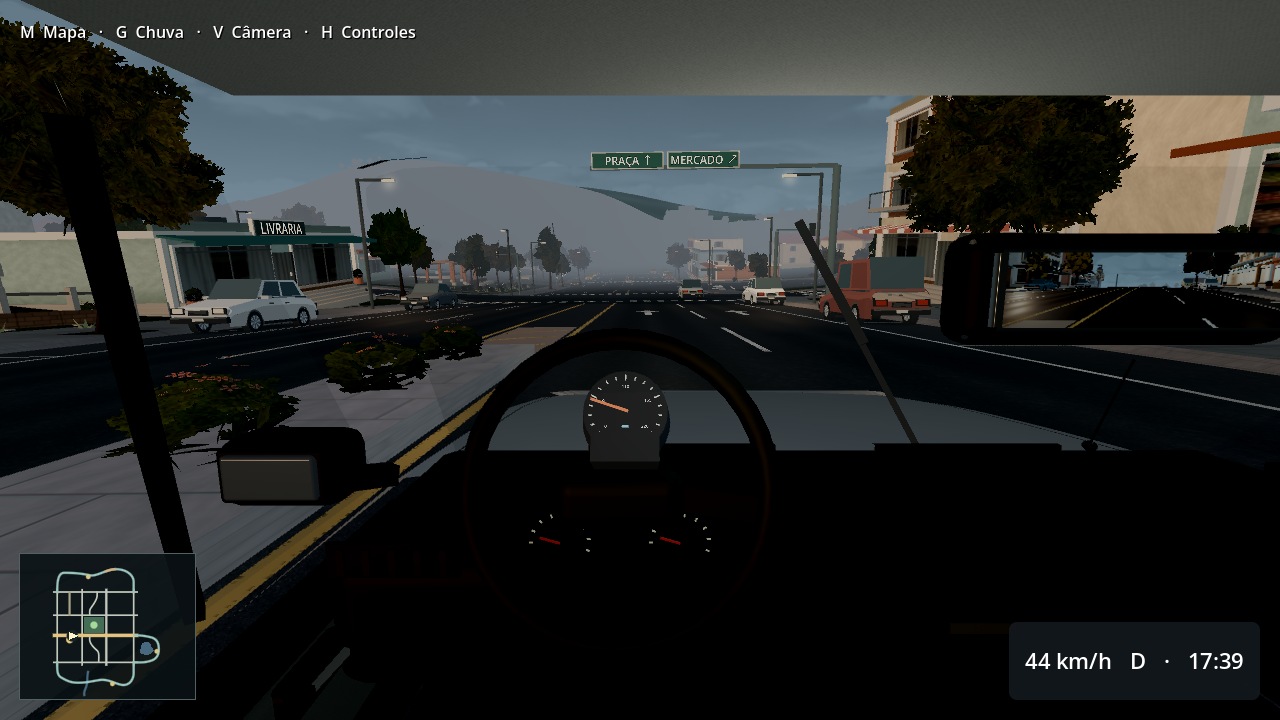 M Mapa · G Chuva · V Câmera · H Controles
PRAÇA ↑ MERCADO ↗
LIVRARIA
44 km/h D · 17:39